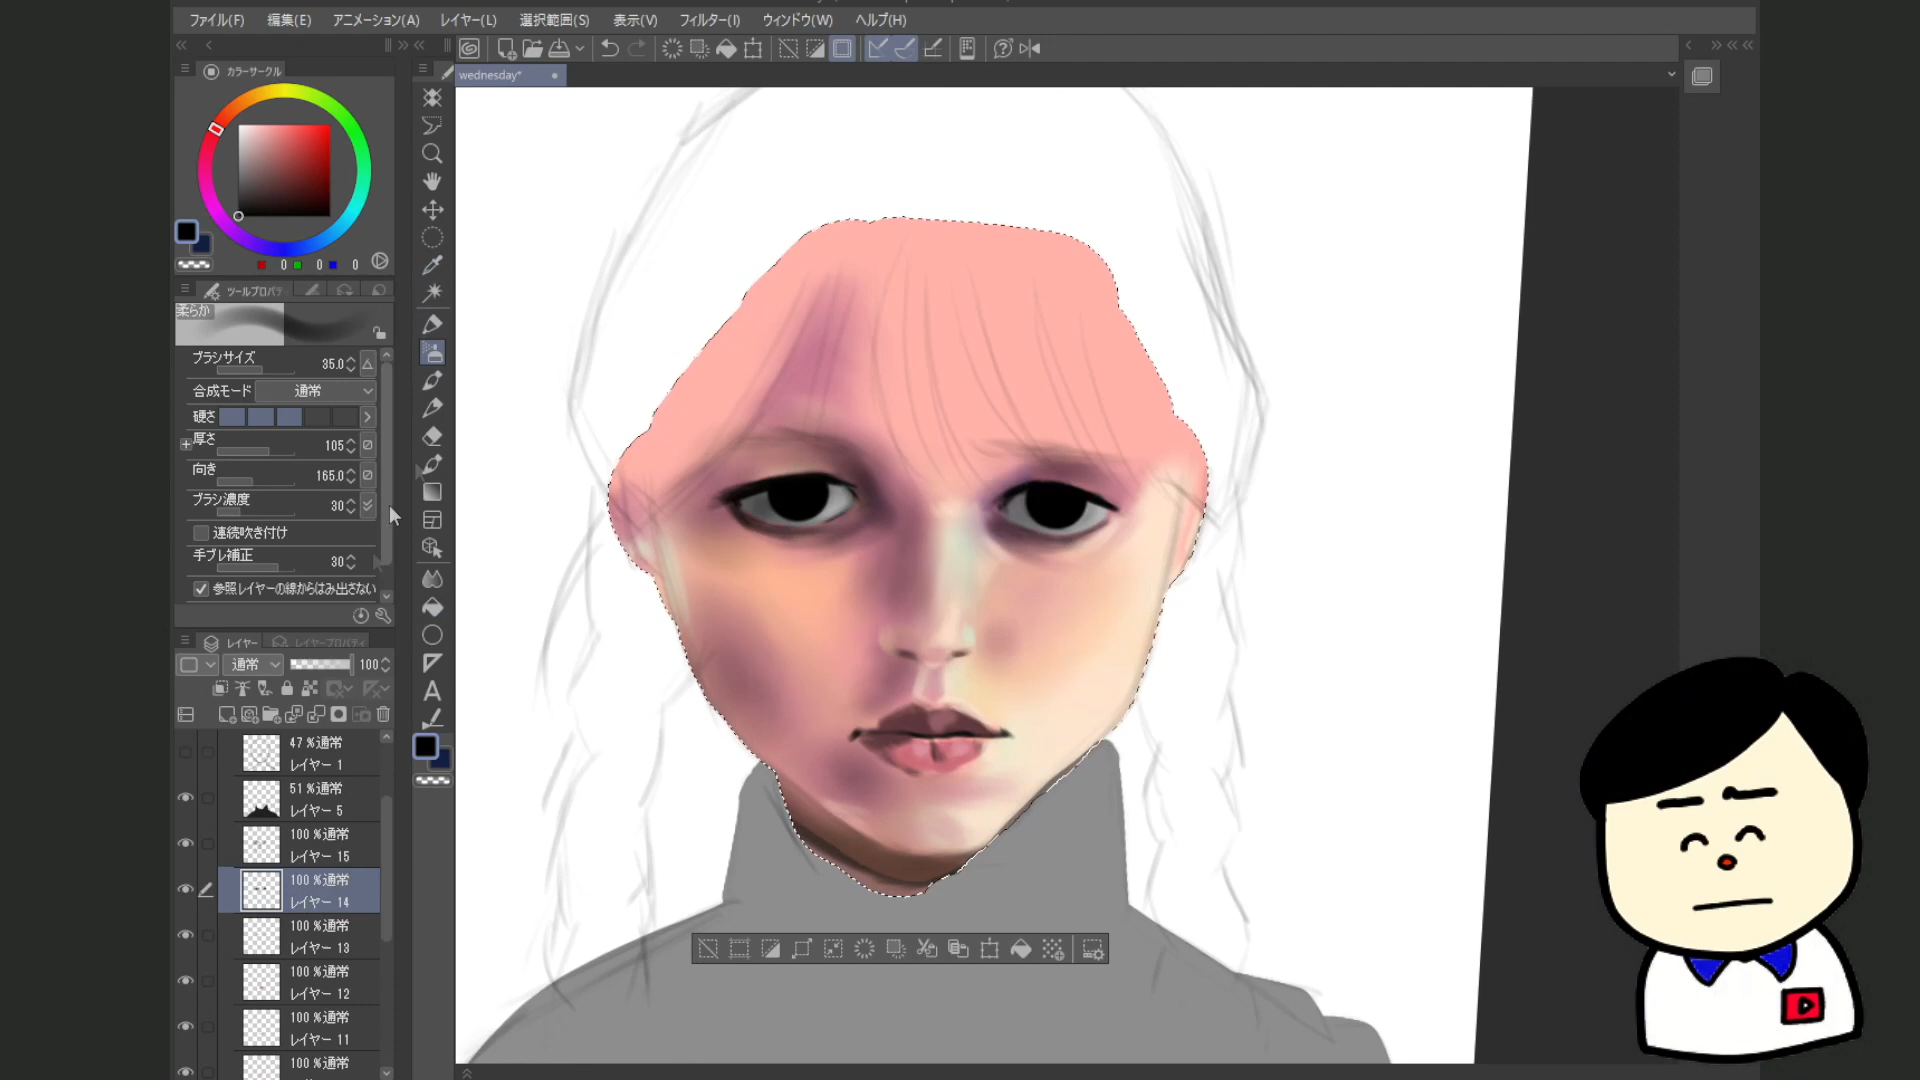 ファイル(F) 編集(E) アニメーション(A) レイヤー(L) 選択範囲(S) 表示(V) フィルター(I) ウィンドウ(W) ヘルプ(H)
カラーサークル
wednesday*
0 0 0
ツールプロパティ
柔らか
ブラシサイズ 35.0
合成モード 通常
硬さ
厚さ 105
向き 165.0
ブラシ濃度 30
連続吹き付け
手ブレ補正 30
参照レイヤーの線からはみ出さない
レイヤー レイヤープロパティ
通常 100
47 %通常
レイヤー 1
51 %通常
レイヤー 5
100 %通常
レイヤー 15
100 %通常
レイヤー 14
100 %通常
レイヤー 13
100 %通常
レイヤー 12
100 %通常
レイヤー 11
100 %通常